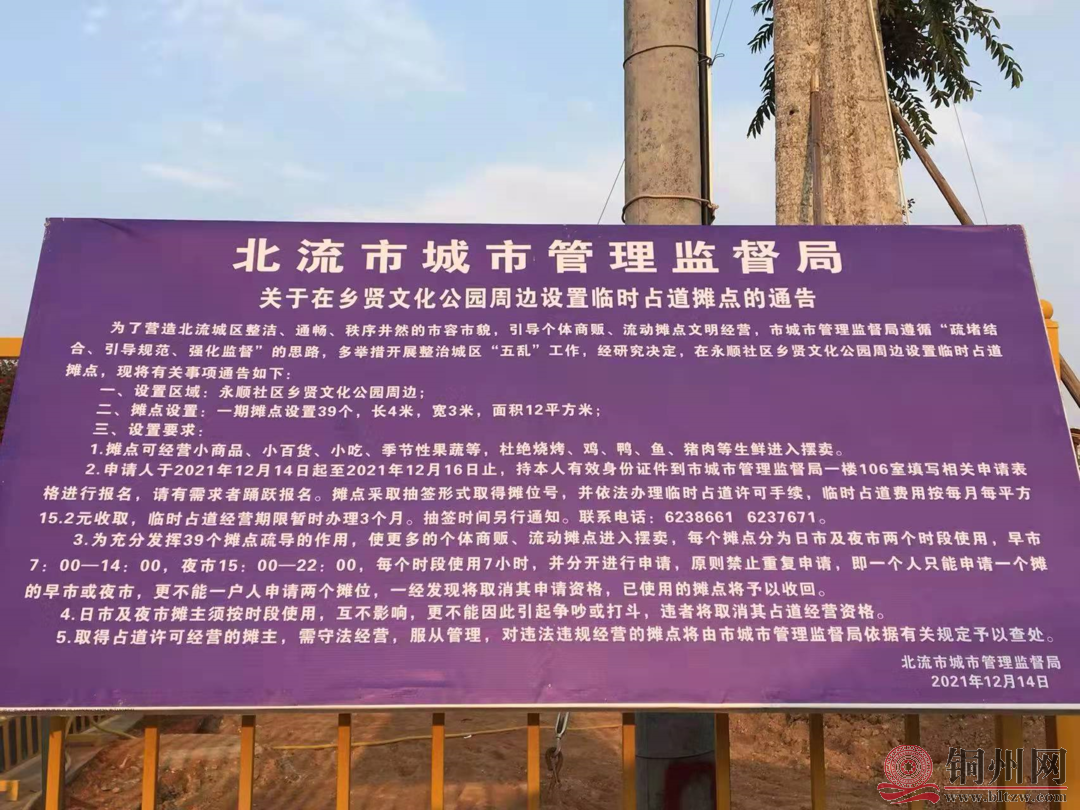 北流市城市管理监督局
关于在乡贤文化公园周边设置临时占道摊点的通告
为了营造北流城区整洁、通畅、秩序井然的市容市貌，引导个体商贩、流动摊点文明经营，市城市管理监督局遵循“疏堵结
合、引导规范、强化监督”的思路，多举措开展整治城区“五乱”工作，经研究决定，在永顺社区乡贤文化公园周边设置临时占道
摊点，现将有关事项通告如下：
一、设置区域：永顺社区乡贤文化公园周边；
二、摊点设置：一期摊点设置39个，长4米，宽3米，面积12平方米；
三、设置要求：
1.摊点可经营小商品、小百货、小吃、季节性果蔬等，杜绝烧烤、鸡、鸭、鱼、猪肉等生鲜进入摆卖。
2.申请人于2021年12月14日起至2021年12月16日止，持本人有效身份证件到市城市管理监督局一楼106室填写相关申请表
格进行报名，请有需求者踊跃报名。摊点采取抽签形式取得摊位号，并依法办理临时占道许可手续，临时占道费用按每月每平方
15.2元收取，临时占道经营期限暂时办理3个月。抽签时间另行通知。联系电话：6238661 6237671。
3.为充分发挥39个摊点疏导的作用，使更多的个体商贩、流动摊点进入摆卖，每个摊点分为日市及夜市两个时段使用，早市
7：00—14：00，夜市15：00—22：00，每个时段使用7小时，并分开进行申请，原则禁止重复申请，即一个人只能申请一个摊
的早市或夜市，更不能一户人申请两个摊位，一经发现将取消其申请资格，已使用的摊点将予以收回。
4.日市及夜市摊主须按时段使用，互不影响，更不能因此引起争吵或打斗，违者将取消其占道经营资格。
5.取得占道许可经营的摊主，需守法经营，服从管理，对违法违规经营的摊点将由市城市管理监督局依据有关规定予以查处。
北流市城市管理监督局
2021年12月14日
铜州网
www.bltzw.com